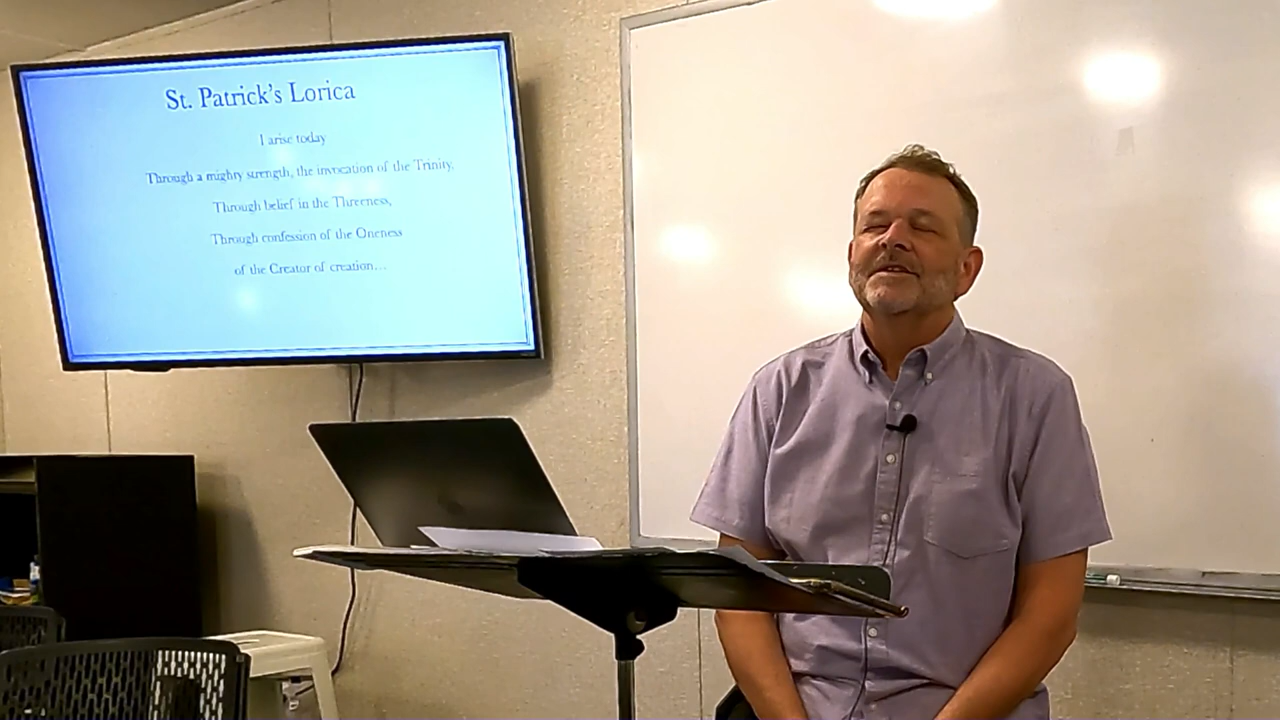 St. Patrick's Lorica
I arise today
Through a mighty strength, the invocation of the Trinity,
Through belief in the Threeness,
Through confession of the Oneness
of the Creator of creation…